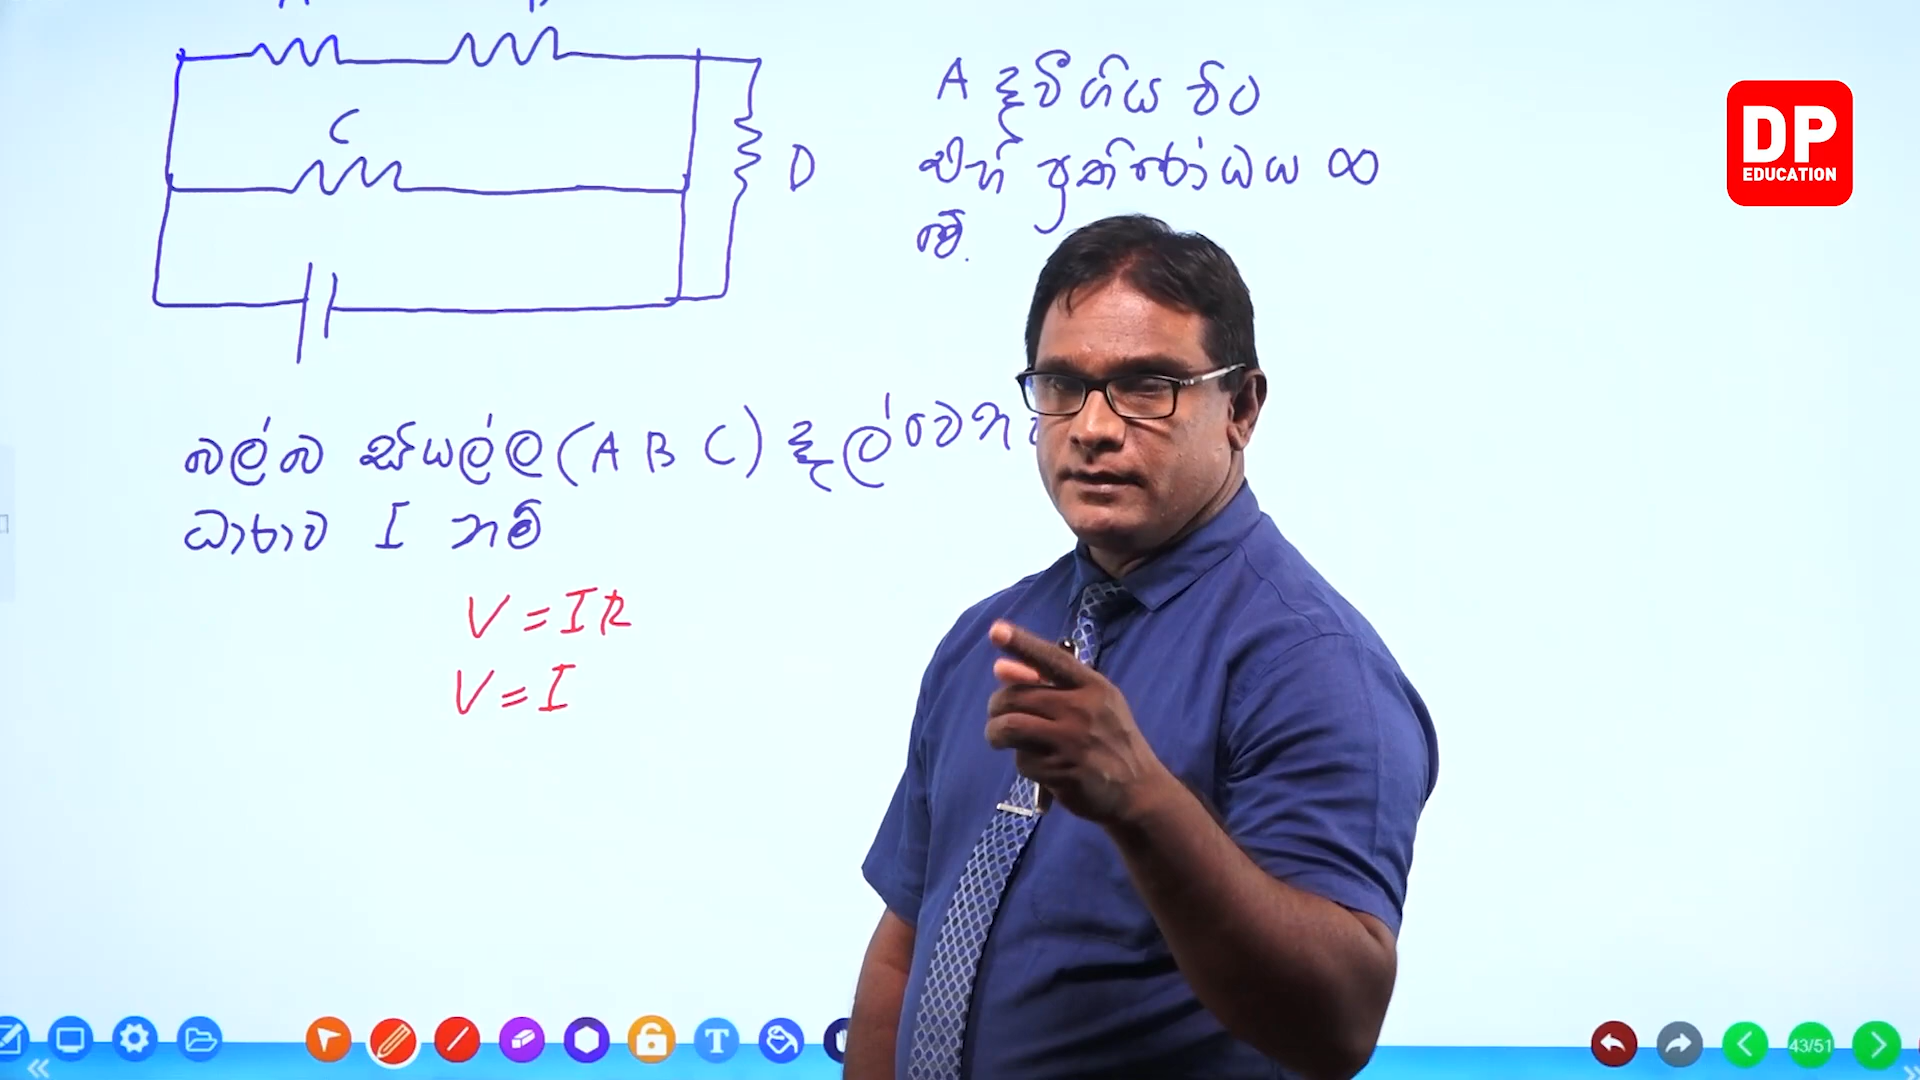 C
D
A දැවී ගිය විට
එහි ප්‍රතිරෝධය ∞
වේ.
බල්බ සියල්ල (A B C) දැල්වෙන
ධාරාව I නම්
V = IR
V = I
DP
EDUCATION
T
43/51